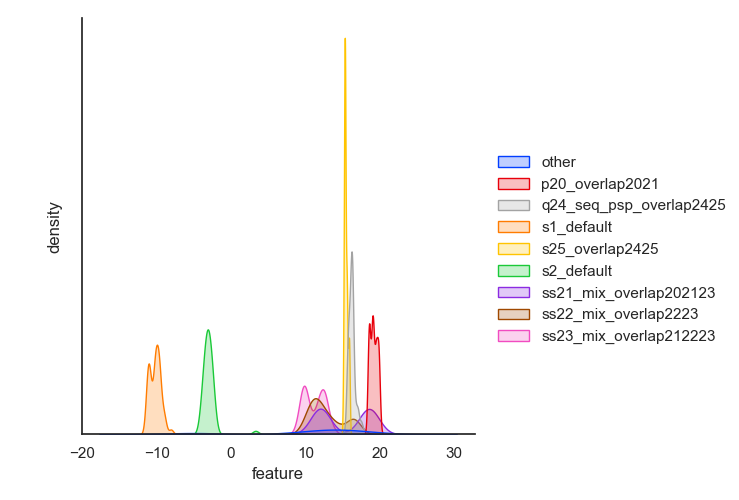 density
−20
−10
0
10
20
30
feature
other
p20_overlap2021
q24_seq_psp_overlap2425
s1_default
s25_overlap2425
s2_default
ss21_mix_overlap202123
ss22_mix_overlap2223
ss23_mix_overlap212223